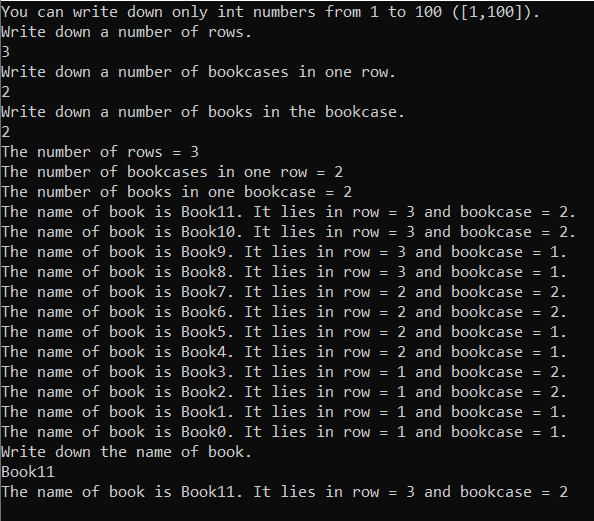 You can write down only int numbers from 1 to 100 ([1,100]).
Write down a number of rows.
3
Write down a number of bookcases in one row.
2
Write down a number of books in the bookcase.
2
The number of rows = 3
The number of bookcases in one row = 2
The number of books in one bookcase = 2
The name of book is Book11. It lies in row = 3 and bookcase = 2.
The name of book is Book10. It lies in row = 3 and bookcase = 2.
The name of book is Book9. It lies in row = 3 and bookcase = 1.
The name of book is Book8. It lies in row = 3 and bookcase = 1.
The name of book is Book7. It lies in row = 2 and bookcase = 2.
The name of book is Book6. It lies in row = 2 and bookcase = 2.
The name of book is Book5. It lies in row = 2 and bookcase = 1.
The name of book is Book4. It lies in row = 2 and bookcase = 1.
The name of book is Book3. It lies in row = 1 and bookcase = 2.
The name of book is Book2. It lies in row = 1 and bookcase = 2.
The name of book is Book1. It lies in row = 1 and bookcase = 1.
The name of book is Book0. It lies in row = 1 and bookcase = 1.
Write down the name of book.
Book11
The name of book is Book11. It lies in row = 3 and bookcase = 2